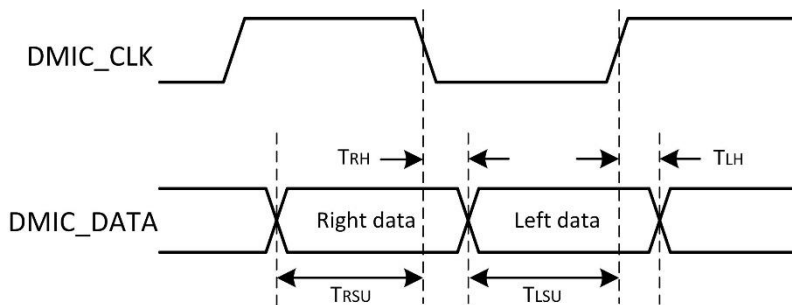 DMIC_CLK
TRH
TLH
DMIC_DATA
Right data
Left data
TRSU
TLSU